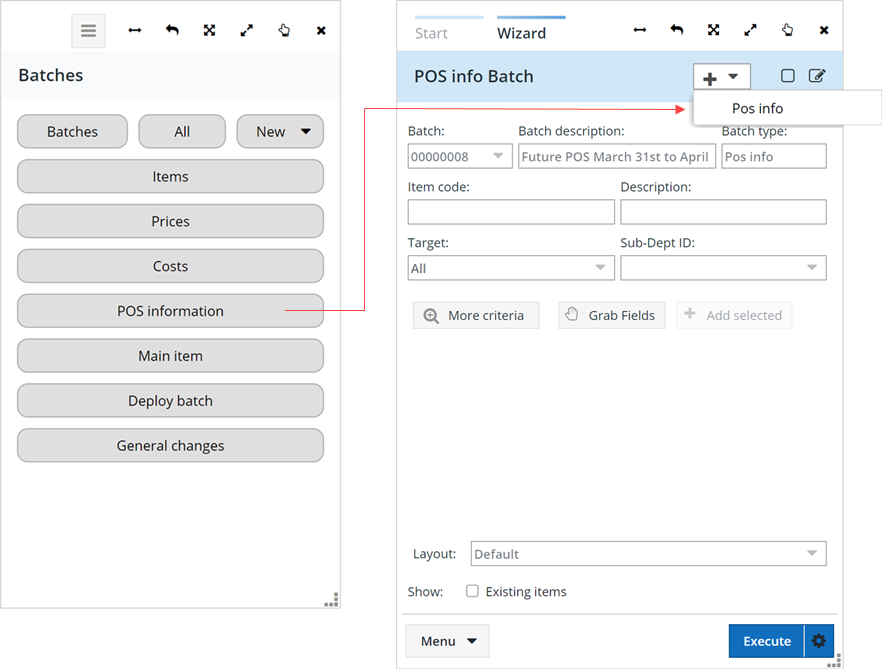 Batches
Batches All New
Items
Prices
Costs
POS information
Main item
Deploy batch
General changes
Start Wizard
POS info Batch
Pos info
Batch: Batch description: Batch type:
00000008 Future POS March 31st to April Pos info
Item code: Description:
Target: Sub-Dept ID:
All
More criteria Grab Fields Add selected
Layout: Default
Show: Existing items
Menu Execute